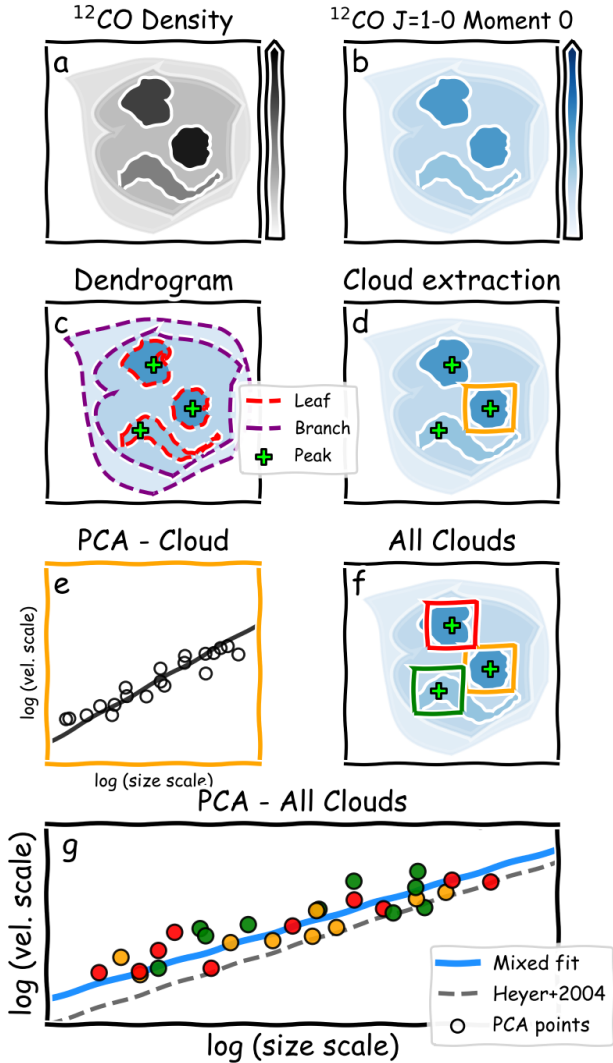 ¹²CO Density
¹²CO J=1-0 Moment 0
a
b
Dendrogram
Cloud extraction
c
d
Leaf
Branch
Peak
PCA - Cloud
All Clouds
e
f
log (vel. scale)
log (size scale)
PCA - All Clouds
g
log (vel. scale)
Mixed fit
Heyer+2004
PCA points
log (size scale)